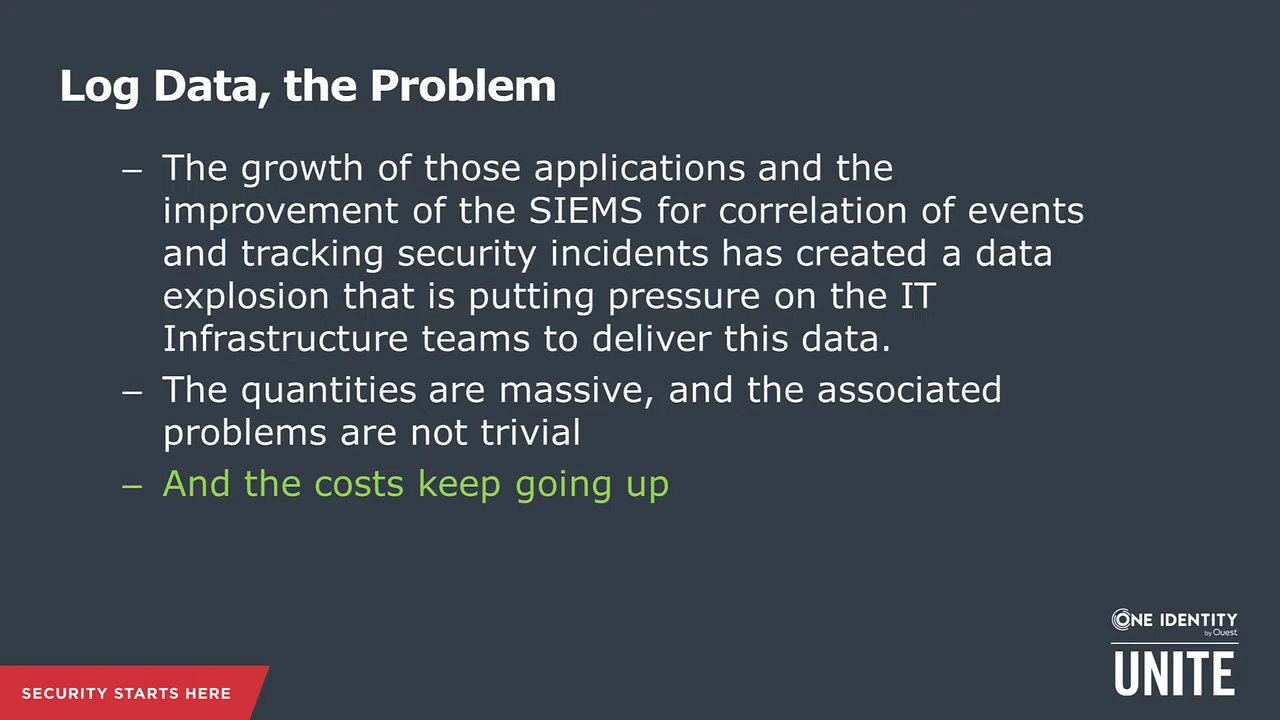 Log Data, the Problem
– The growth of those applications and the
improvement of the SIEMS for correlation of events
and tracking security incidents has created a data
explosion that is putting pressure on the IT
Infrastructure teams to deliver this data.
– The quantities are massive, and the associated
problems are not trivial
– And the costs keep going up
ONE IDENTITY
by Quest
UNITE
SECURITY STARTS HERE